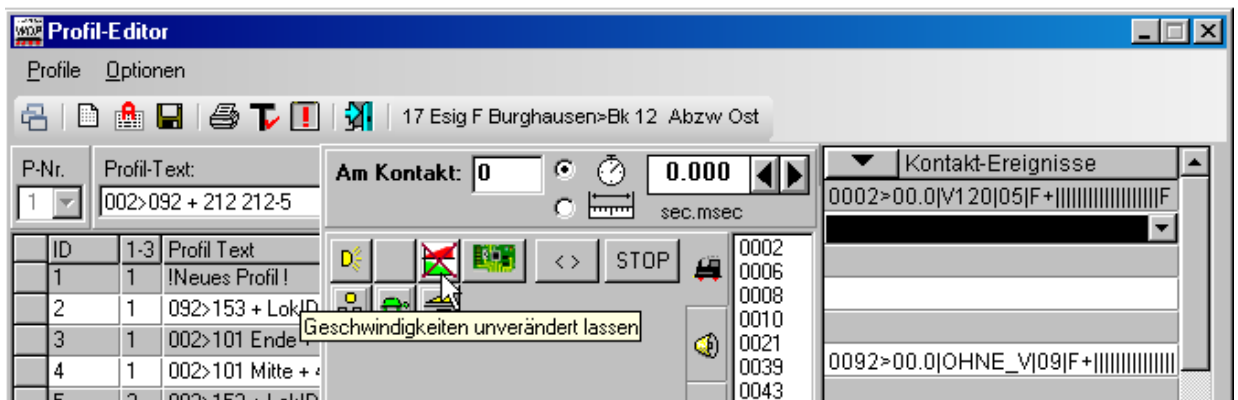 WDP Profil-Editor
Profile Optionen
17 Esig F Burghausen>Bk 12 Abzw Ost
P-Nr. Profil-Text:
1 002>092 + 212 212-5
Am Kontakt: 0 0.000
sec.msec
Kontakt-Ereignisse
0002>00.0|V120|05|F+||||||||||||||||||||F
ID 1-3 Profil Text
1 1 !Neues Profil !
2 1 092>153 + LokID
3 1 002>101 Ende +
4 1 002>101 Mitte +
< > STOP
Geschwindigkeiten unverändert lassen
0002
0006
0008
0010
0021
0039
0043
0092>00.0|OHNE_V|09|F+|||||||||||||||